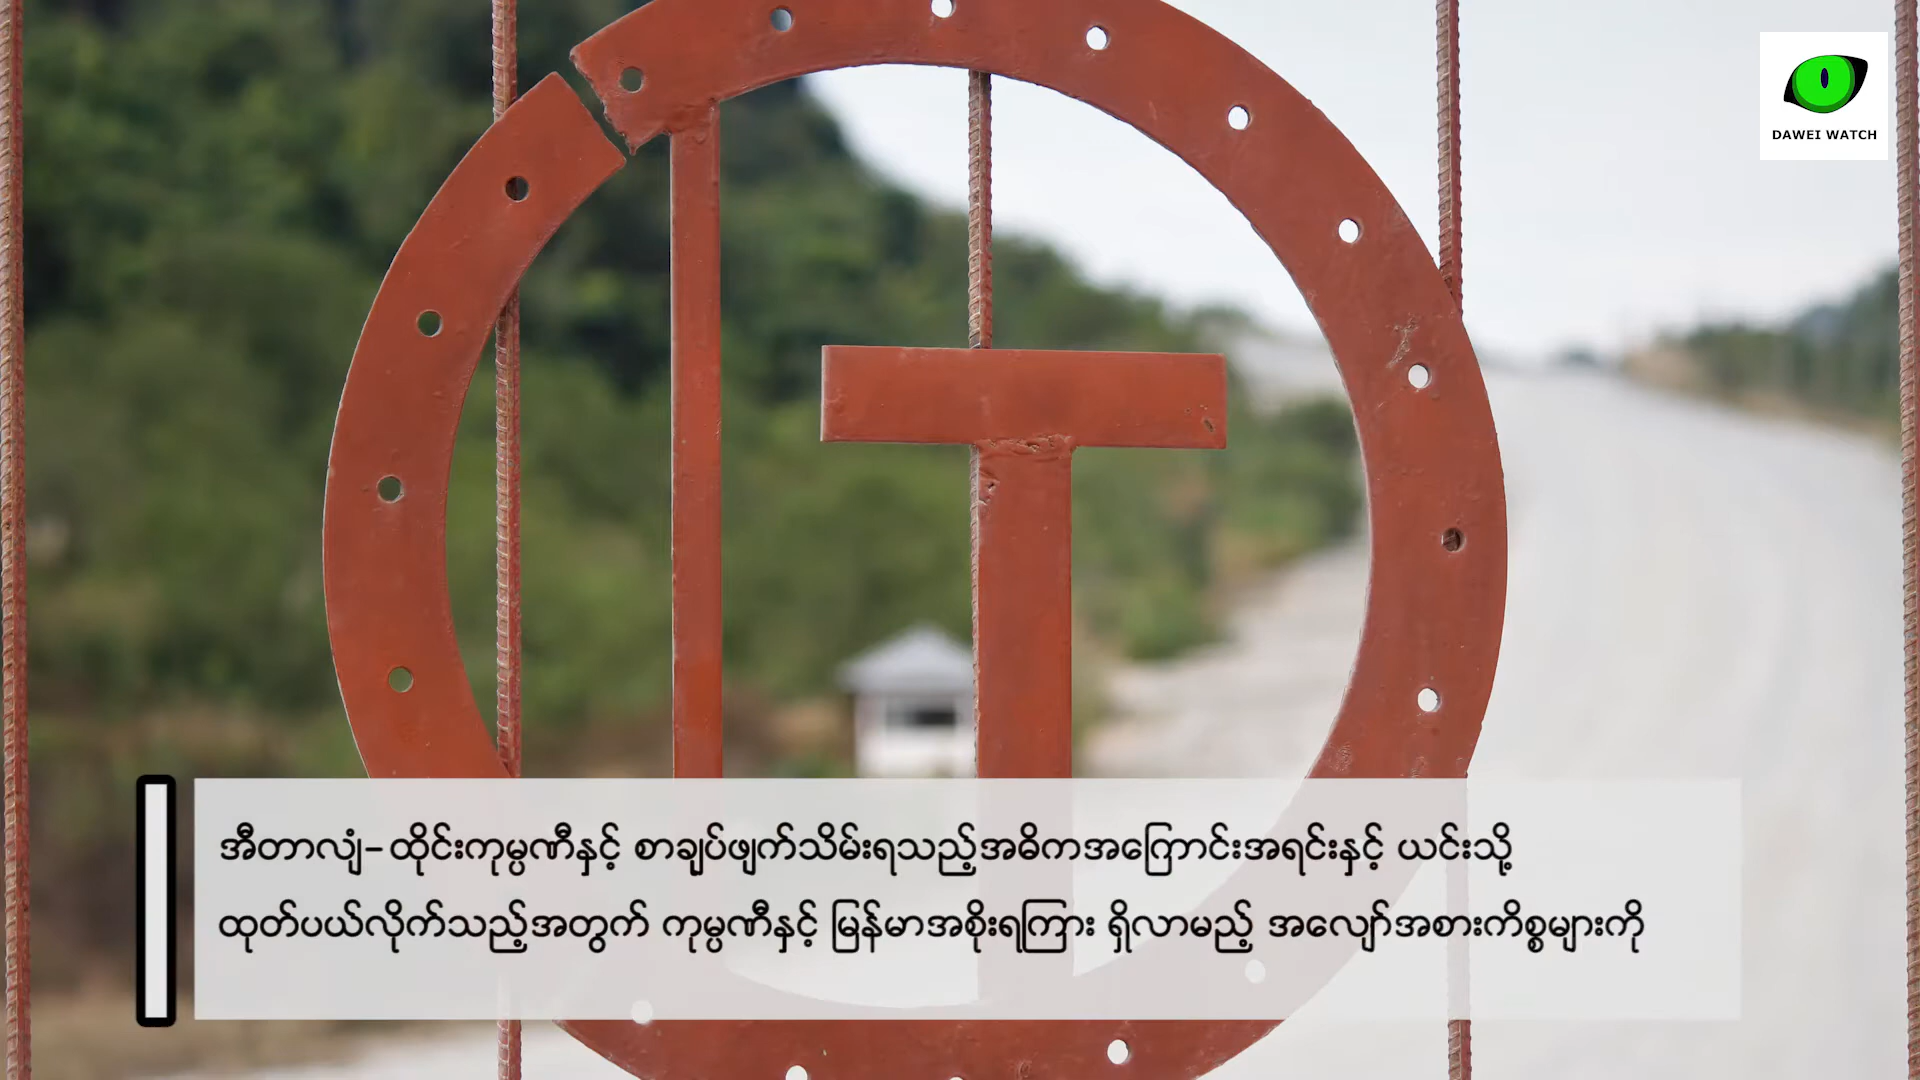 DAWEI WATCH
အီတာလျံ-ထိုင်းကုမ္ပဏီနှင့် စာချုပ်ဖျက်သိမ်းရသည့်အဓိကအကြောင်းအရင်းနှင့် ယင်းသို့
ထုတ်ပယ်လိုက်သည့်အတွက် ကုမ္ပဏီနှင့် မြန်မာအစိုးရကြား ရှိလာမည့် အလျော်အစားကိစ္စများကို